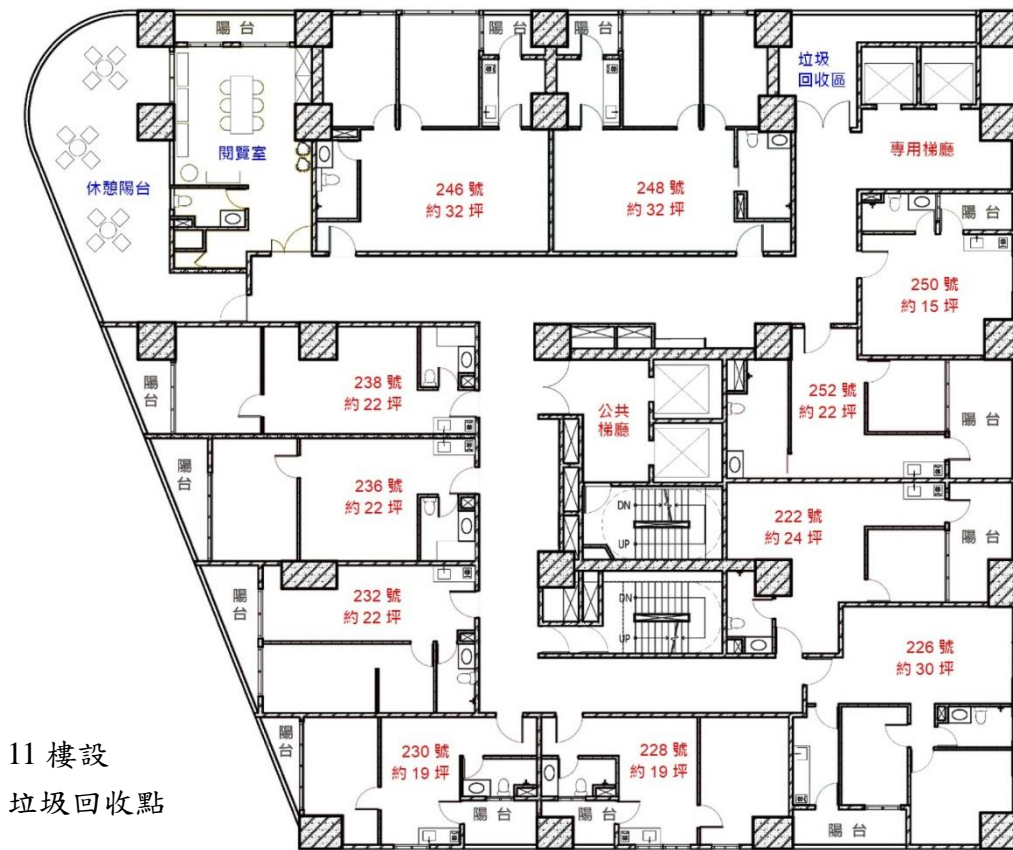 陽台
陽台
陽台
垃圾
回收區
閱覽室
專用梯廳
休憩陽台
246 號
約 32 坪
248 號
約 32 坪
陽台
250 號
約 15 坪
238 號
約 22 坪
陽台
252 號
約 22 坪
陽台
公共
梯廳
236 號
約 22 坪
陽台
DN
UP
222 號
約 24 坪
陽台
232 號
約 22 坪
陽台
DN
UP
226 號
約 30 坪
230 號
約 19 坪
228 號
約 19 坪
陽台
陽台
陽台
陽台
陽台
11 樓設
垃圾回收點